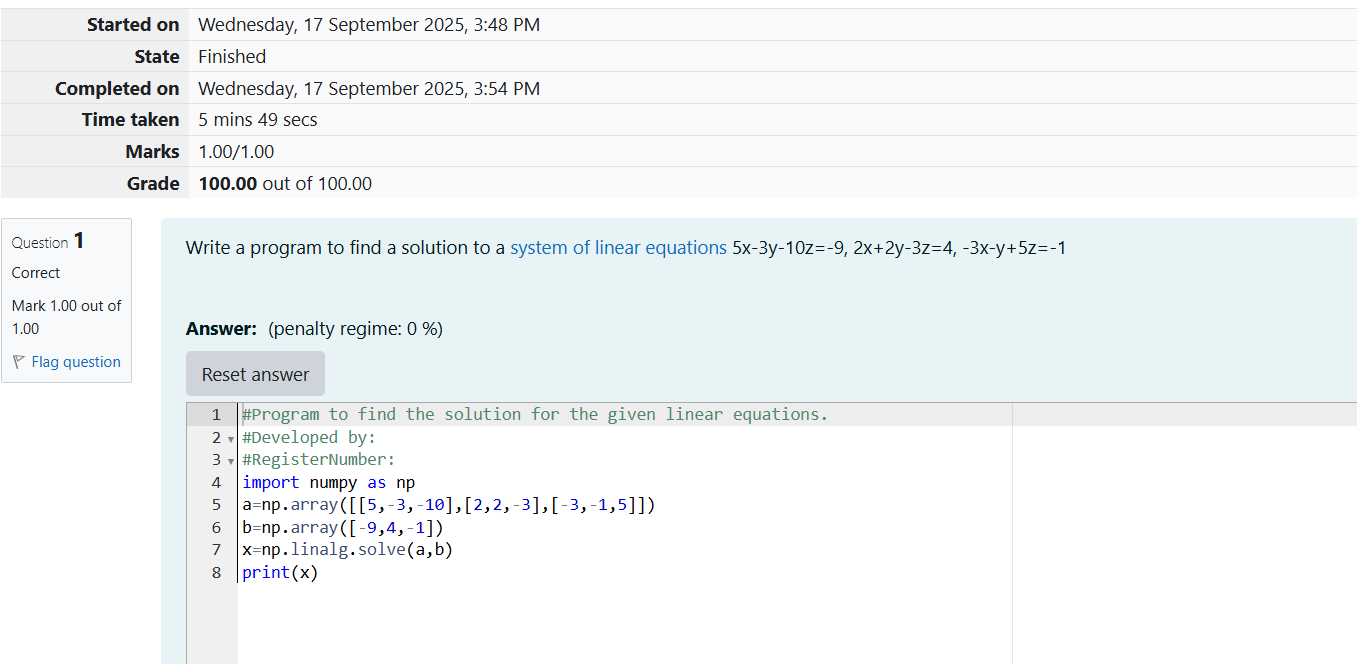 Started on Wednesday, 17 September 2025, 3:48 PM
State Finished
Completed on Wednesday, 17 September 2025, 3:54 PM
Time taken 5 mins 49 secs
Marks 1.00/1.00
Grade 100.00 out of 100.00
Question 1
Correct
Mark 1.00 out of
1.00
Flag question
Write a program to find a solution to a system of linear equations 5x-3y-10z=-9, 2x+2y-3z=4, -3x-y+5z=-1
Answer: (penalty regime: 0 %)
Reset answer
1 #Program to find the solution for the given linear equations.
2 #Developed by:
3 #RegisterNumber:
4 import numpy as np
5 a=np.array([[5,-3,-10],[2,2,-3],[-3,-1,5]])
6 b=np.array([-9,4,-1])
7 x=np.linalg.solve(a,b)
8 print(x)